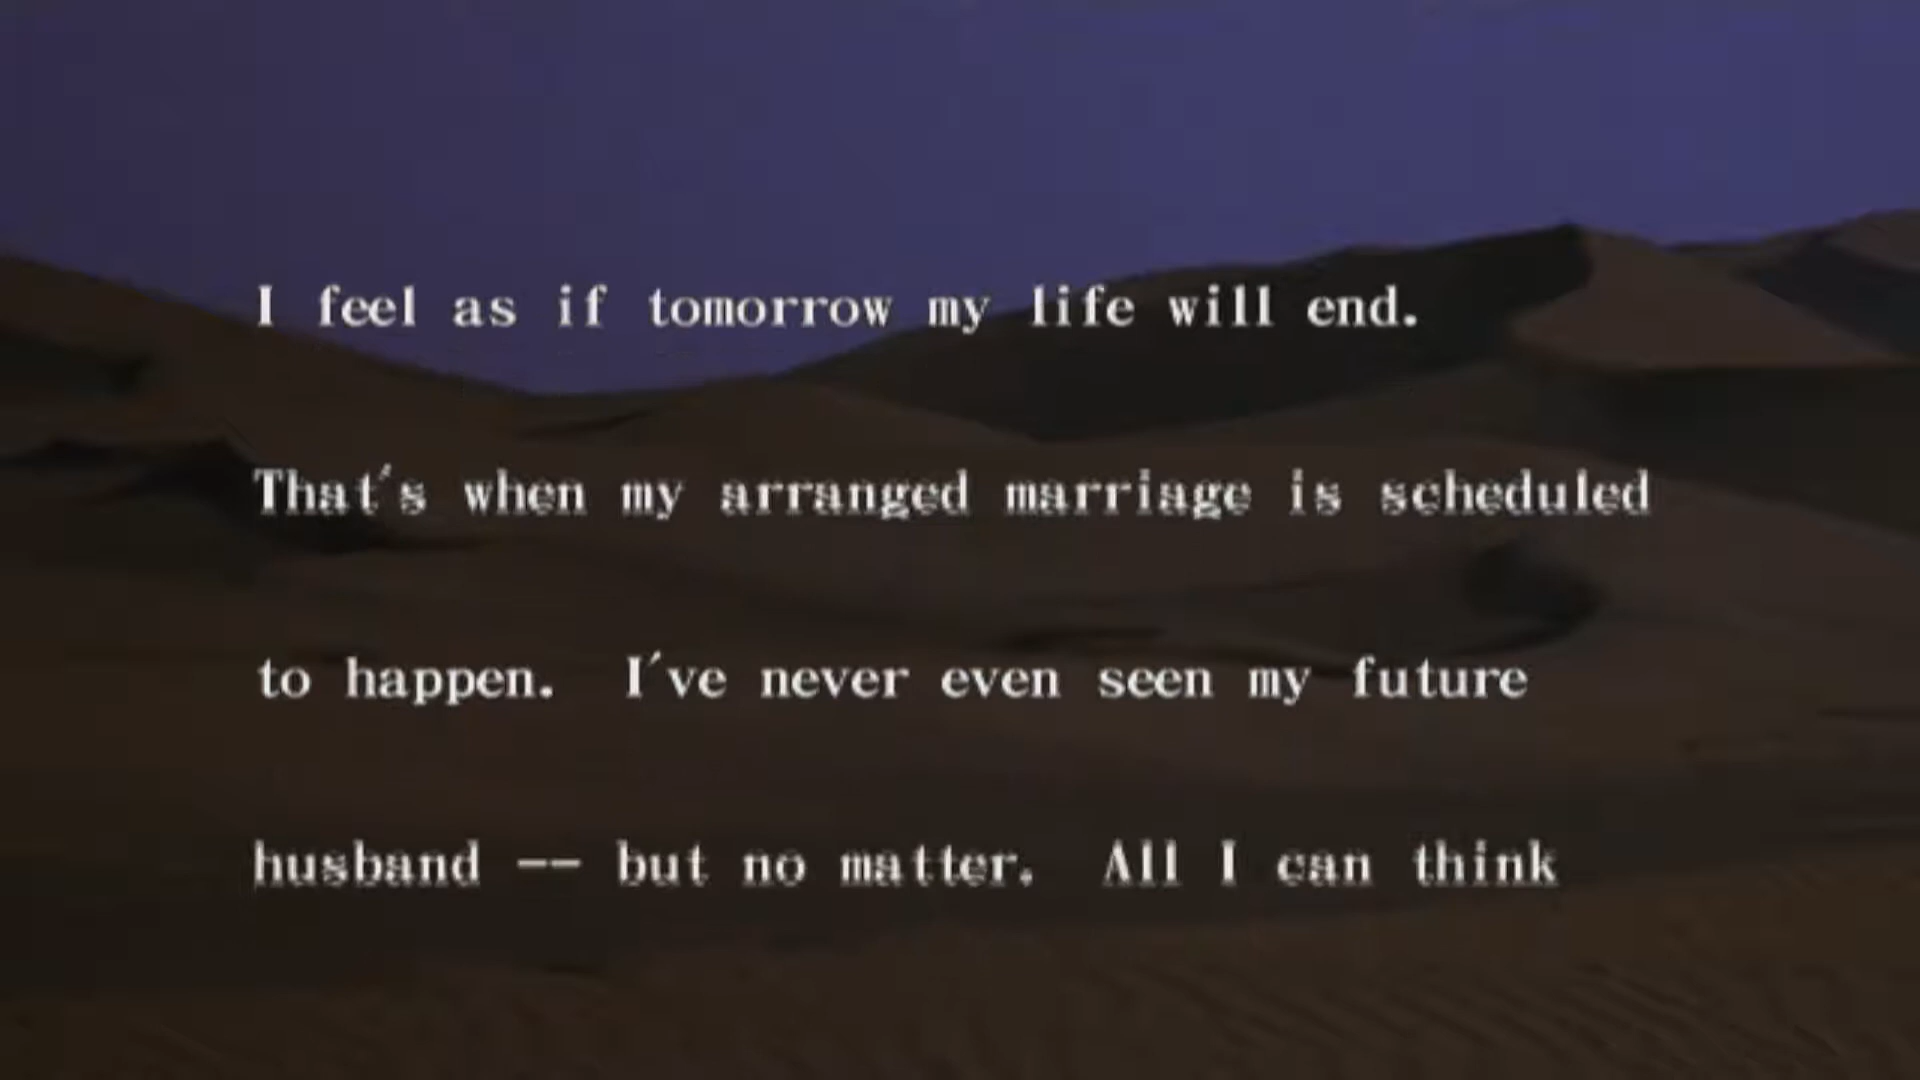 I feel as if tomorrow my life will end.
That's when my arranged marriage is scheduled
to happen.  I've never even seen my future
husband -- but no matter.  All I can think